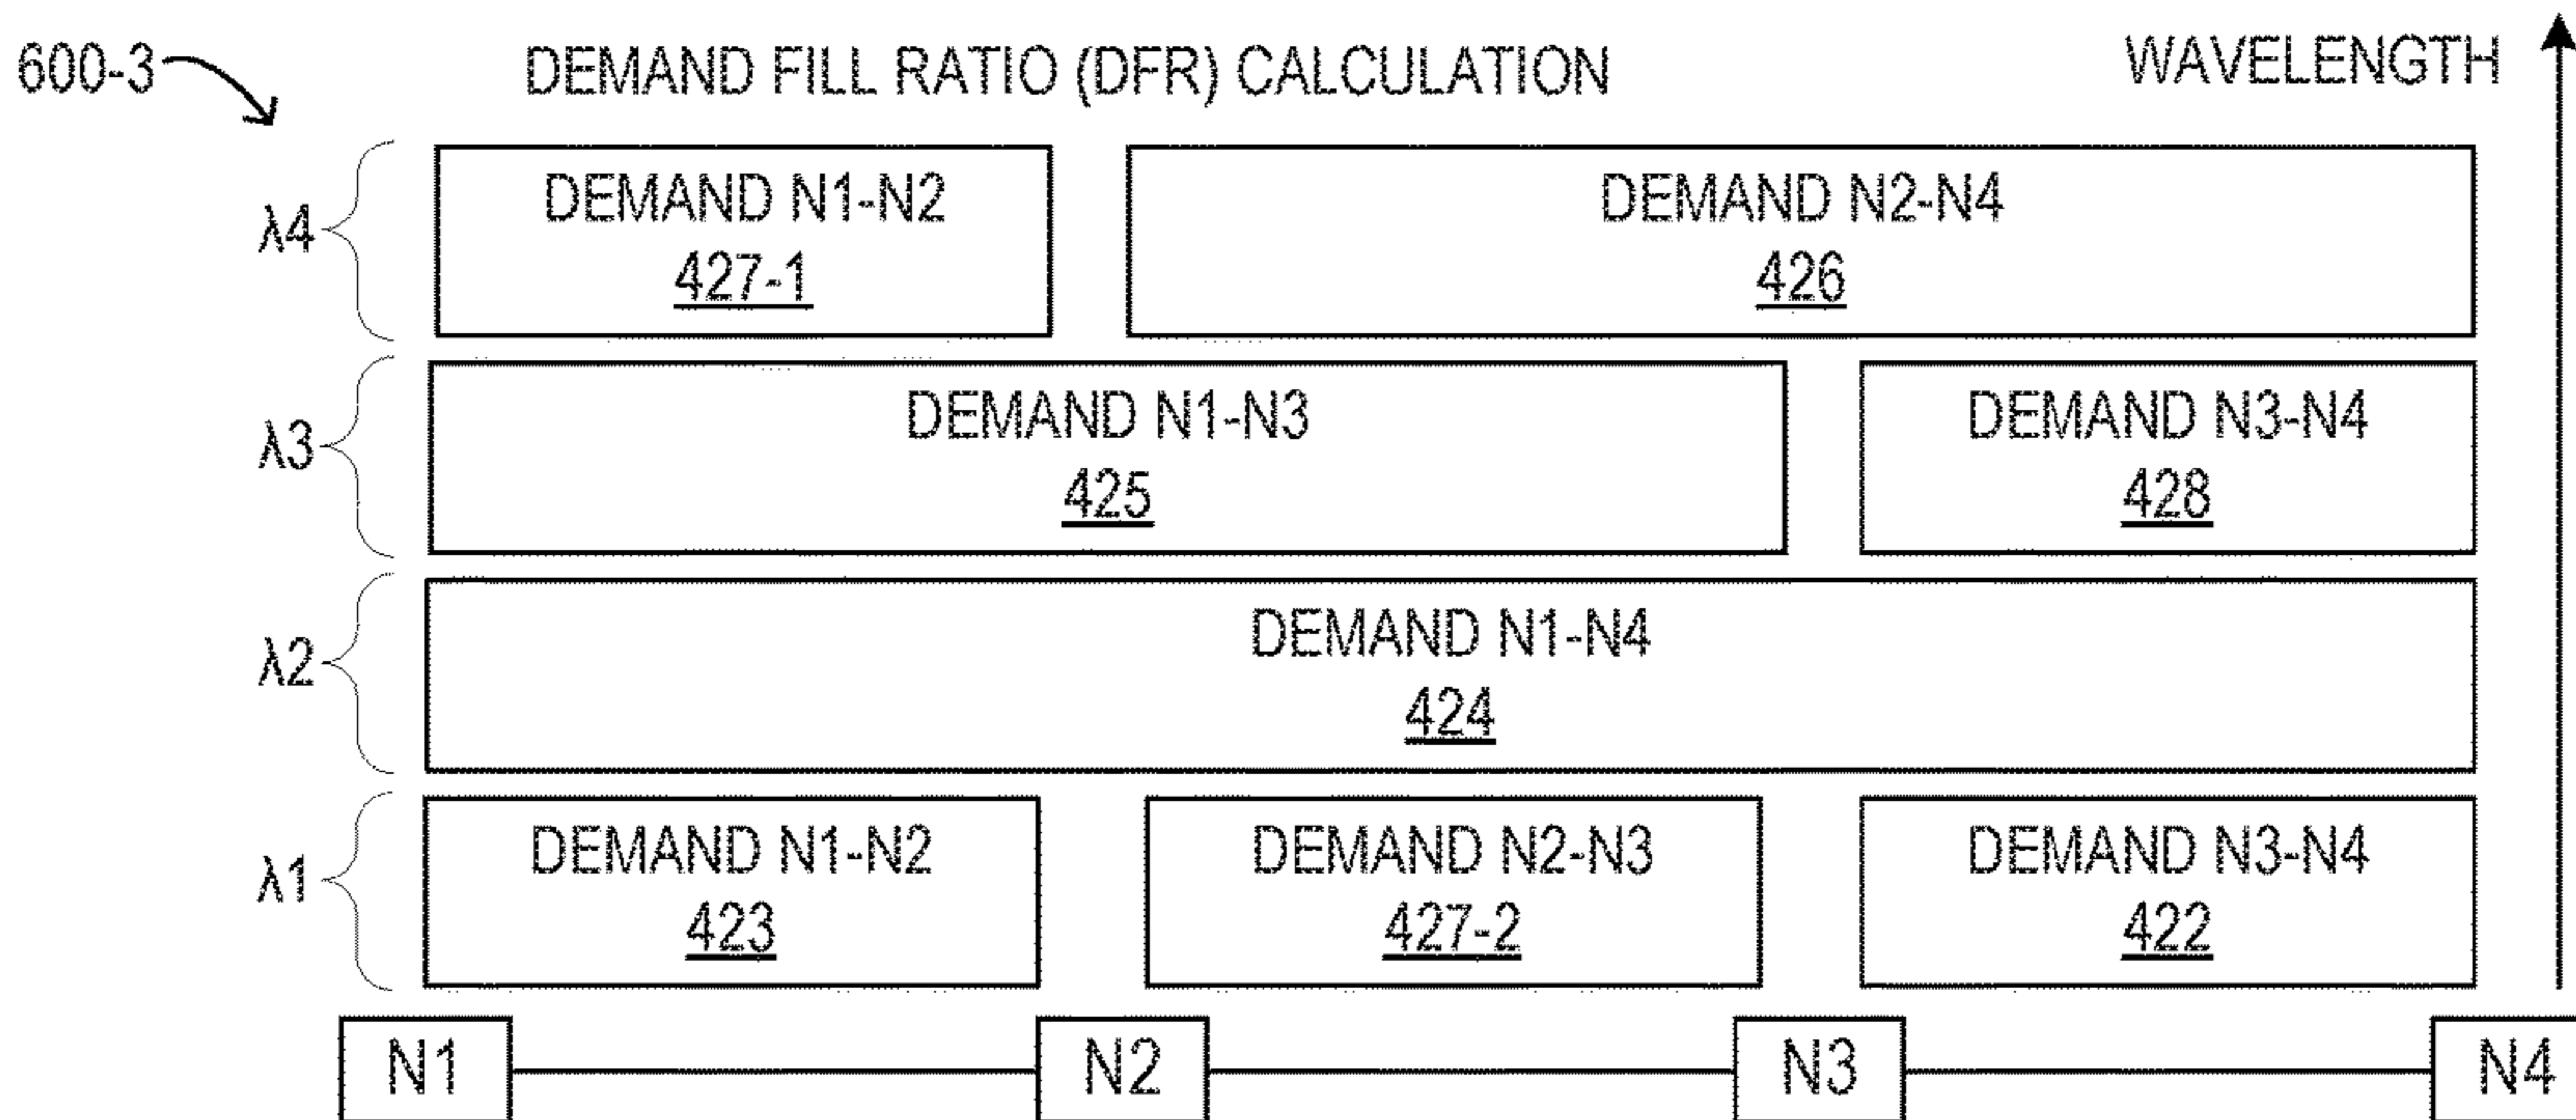 600-3
DEMAND FILL RATIO (DFR) CALCULATION
WAVELENGTH
λ4
DEMAND N1-N2
427-1
DEMAND N2-N4
426
λ3
DEMAND N1-N3
425
DEMAND N3-N4
428
λ2
DEMAND N1-N4
424
λ1
DEMAND N1-N2
423
DEMAND N2-N3
427-2
DEMAND N3-N4
422
N1
N2
N3
N4